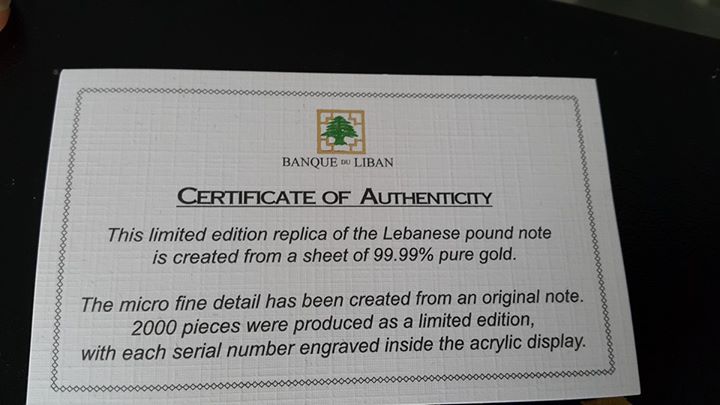 BANQUE DU LIBAN
CERTIFICATE OF AUTHENTICITY
This limited edition replica of the Lebanese pound note
is created from a sheet of 99.99% pure gold.
The micro fine detail has been created from an original note.
2000 pieces were produced as a limited edition,
with each serial number engraved inside the acrylic display.